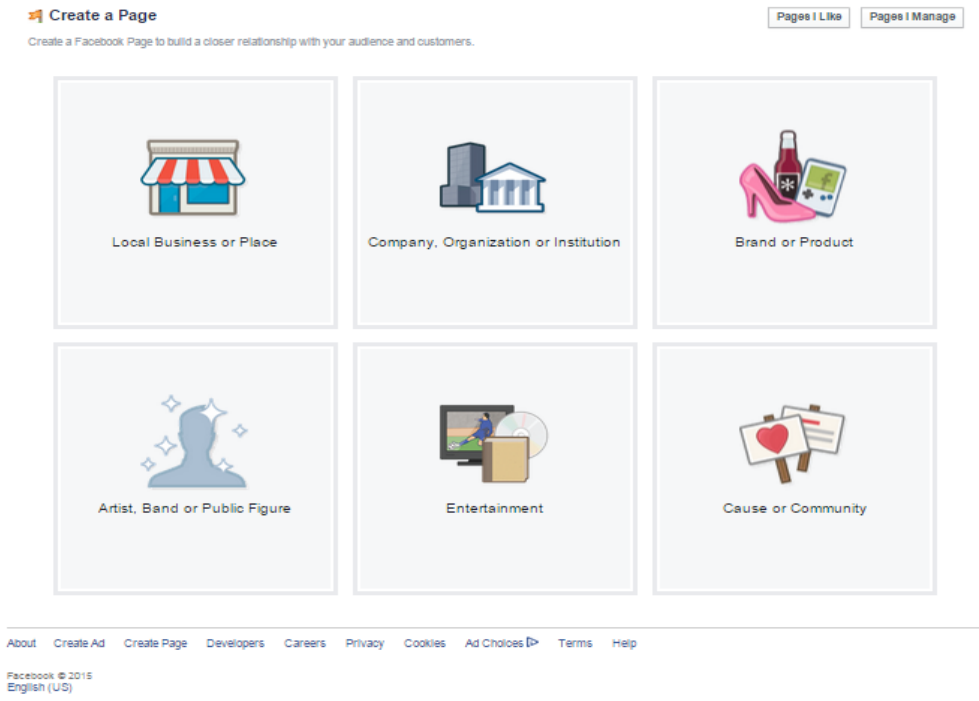 Create a Page
Pages I Like
Pages I Manage
Create a Facebook Page to build a closer relationship with your audience and customers.
Local Business or Place
Company, Organization or Institution
Brand or Product
Artist, Band or Public Figure
Entertainment
Cause or Community
About Create Ad Create Page Developers Careers Privacy Cookies Ad Choices Terms Help
Facebook © 2015
English (US)